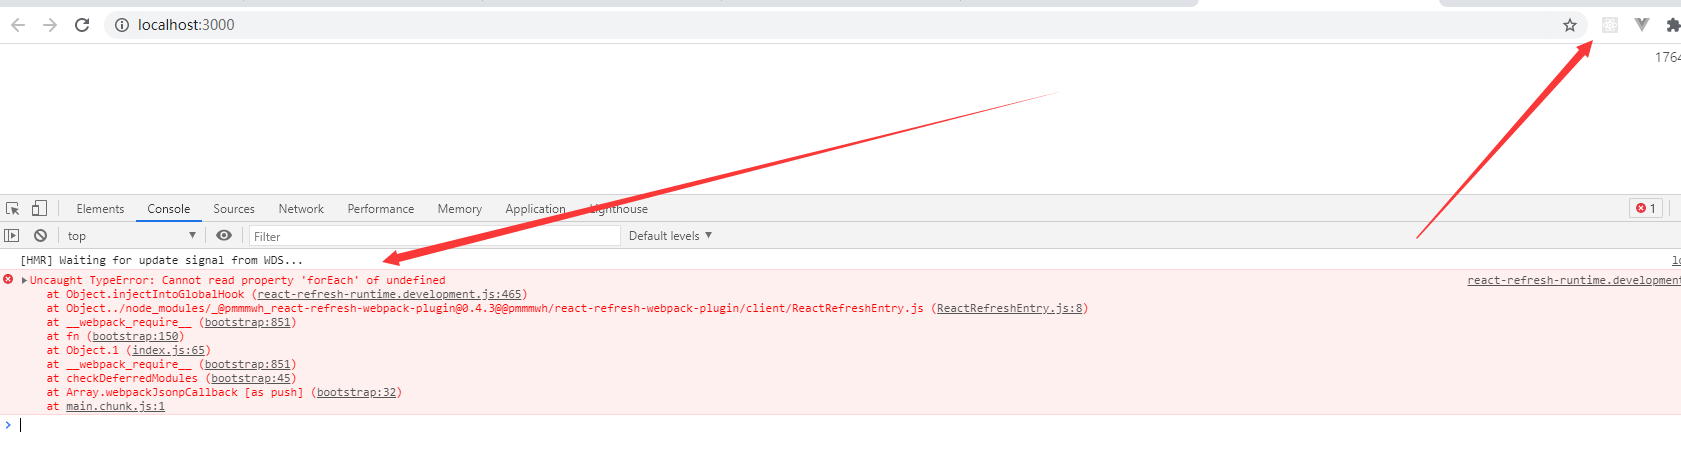 localhost:3000
1764
Elements Console Sources Network Performance Memory Application Lighthouse 1
top Filter Default levels
[HMR] Waiting for update signal from WDS...
Uncaught TypeError: Cannot read property 'forEach' of undefined react-refresh-runtime.development
at Object.injectIntoGlobalHook (react-refresh-runtime.development.js:465)
at Object../node_modules/_@pmmmwh_react-refresh-webpack-plugin@0.4.3@@pmmmwh/react-refresh-webpack-plugin/client/ReactRefreshEntry.js (ReactRefreshEntry.js:8)
at __webpack_require__ (bootstrap:851)
at fn (bootstrap:150)
at Object.1 (index.js:65)
at __webpack_require__ (bootstrap:851)
at checkDeferredModules (bootstrap:45)
at Array.webpackJsonpCallback [as push] (bootstrap:32)
at main.chunk.js:1